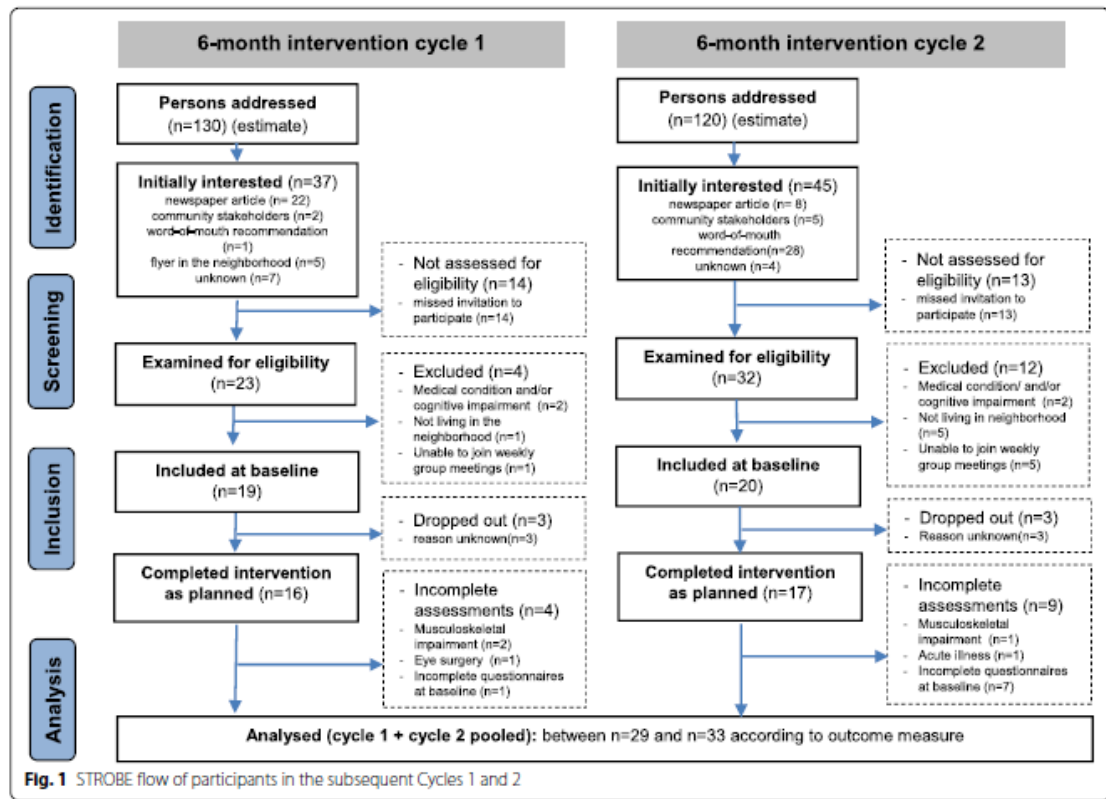 6-month intervention cycle 1
6-month intervention cycle 2
Identification
Screening
Inclusion
Analysis
Persons addressed
(n=130) (estimate)
Initially interested (n=37)
newspaper article (n= 22)
community stakeholders (n=2)
word-of-mouth recommendation
(n=1)
flyer in the neighborhood (n=5)
unknown (n=7)
- Not assessed for
eligibility (n=14)
- missed invitation to
participate (n=14)
Examined for eligibility
(n=23)
- Excluded (n=4)
- Medical condition and/or
cognitive impairment (n=2)
- Not living in the
neighborhood (n=1)
- Unable to join weekly
group meetings (n=1)
Included at baseline
(n=19)
- Dropped out (n=3)
- reason unknown(n=3)
Completed intervention
as planned (n=16)
- Incomplete
assessments (n=4)
- Musculoskeletal
impairment (n=2)
- Eye surgery (n=1)
- Incomplete questionnaires
at baseline (n=1)
Persons addressed
(n=120) (estimate)
Initially interested (n=45)
newspaper article (n= 8)
community stakeholders (n=5)
word-of-mouth
recommendation(n=28)
unknown (n=4)
- Not assessed for
eligibility (n=13)
- missed invitation to
participate (n=13)
Examined for eligibility
(n=32)
- Excluded (n=12)
- Medical condition/ and/or
cognitive impairment (n=2)
- Not living in neighborhood
(n=5)
- Unable to join weekly
group meetings (n=5)
Included at baseline
(n=20)
- Dropped out (n=3)
- Reason unknown(n=3)
Completed intervention
as planned (n=17)
- Incomplete
assessments (n=9)
- Musculoskeletal
impairment (n=1)
- Acute illness (n=1)
- Incomplete questionnaires
at baseline (n=7)
Analysed (cycle 1 + cycle 2 pooled): between n=29 and n=33 according to outcome measure
Fig. 1 STROBE flow of participants in the subsequent Cycles 1 and 2